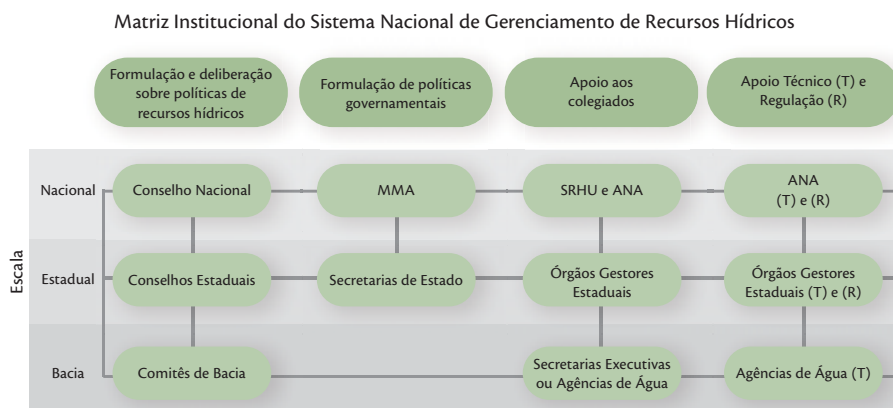 Matriz Institucional do Sistema Nacional de Gerenciamento de Recursos Hídricos
Formulação e deliberação
sobre políticas de
recursos hídricos
Formulação de políticas
governamentais
Apoio aos
colegiados
Apoio Técnico (T) e
Regulação (R)
Escala
Nacional
Conselho Nacional
MMA
SRHU e ANA
ANA
(T) e (R)
Estadual
Conselhos Estaduais
Secretarias de Estado
Órgãos Gestores
Estaduais
Órgãos Gestores
Estaduais (T) e (R)
Bacia
Comitês de Bacia
Secretarias Executivas
ou Agências de Água
Agências de Água (T)